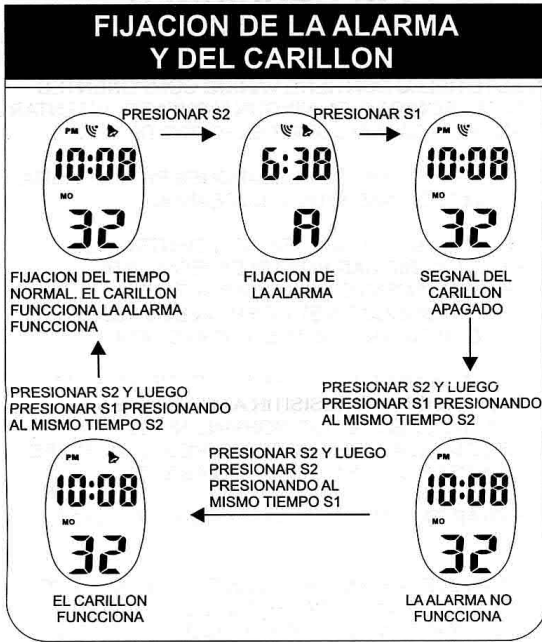 FIJACION DE LA ALARMA
Y DEL CARILLON
PRESIONAR S2
PRESIONAR S1
PM
10:08
MO
32
6:38
A
PM
10:08
MO
32
FIJACION DEL TIEMPO
NORMAL. EL CARILLON
FUNCCIONA LA ALARMA
FUNCCIONA
FIJACION DE
LA ALARMA
SEGNAL DEL
CARILLON
APAGADO
PRESIONAR S2 Y LUEGO
PRESIONAR S1 PRESIONANDO
AL MISMO TIEMPO S2
PRESIONAR S2 Y LUEGO
PRESIONAR S1 PRESIONANDO
AL MISMO TIEMPO S2
PRESIONAR S2 Y LUEGO
PRESIONAR S2
PRESIONANDO AL
MISMO TIEMPO S1
PM
10:08
MO
32
PM
10:08
MO
32
EL CARILLON
FUNCCIONA
LA ALARMA NO
FUNCCIONA